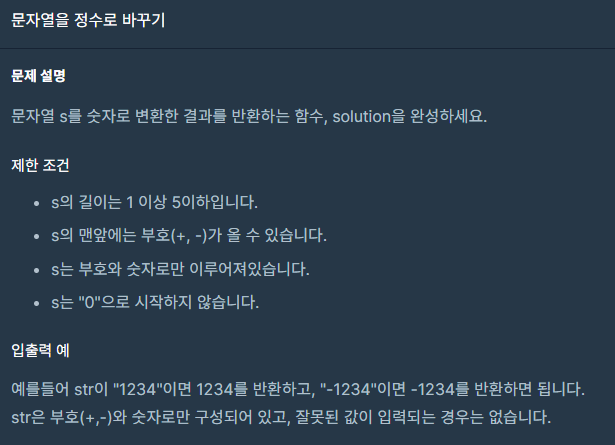 문자열을 정수로 바꾸기
문제 설명
문자열 s를 숫자로 변환한 결과를 반환하는 함수, solution을 완성하세요.
제한 조건
• s의 길이는 1 이상 5이하입니다.
• s의 맨앞에는 부호(+, -)가 올 수 있습니다.
• s는 부호와 숫자로만 이루어져있습니다.
• s는 "0"으로 시작하지 않습니다.
입출력 예
예를들어 str이 "1234"이면 1234를 반환하고, "-1234"이면 -1234를 반환하면 됩니다.
str은 부호(+,-)와 숫자로만 구성되어 있고, 잘못된 값이 입력되는 경우는 없습니다.